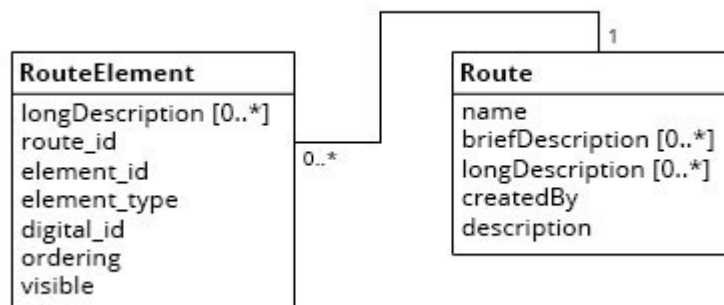 RouteElement
longDescription [0..*]
route_id
element_id
element_type
digital_id
ordering
visible
0..*
1
Route
name
briefDescription [0..*]
longDescription [0..*]
createdBy
description